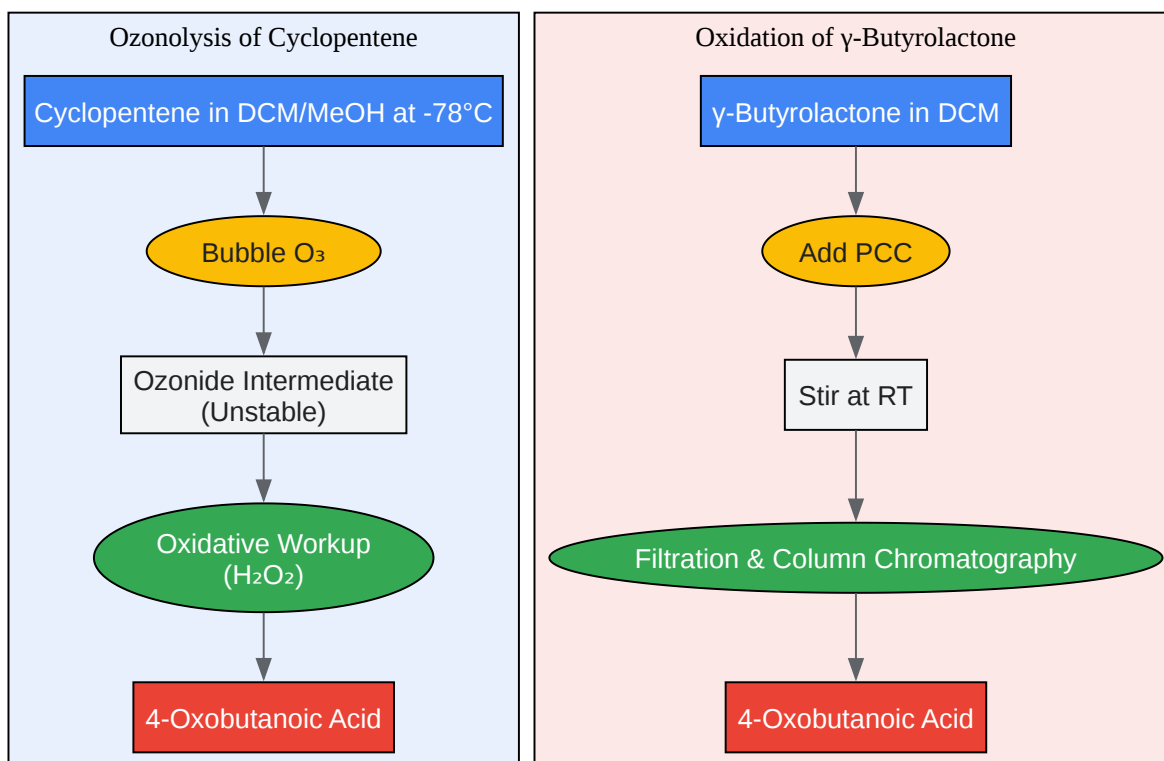 Ozonolysis of Cyclopentene
Cyclopentene in DCM/MeOH at -78°C
Bubble O₃
Ozonide Intermediate
(Unstable)
Oxidative Workup
(H₂O₂)
4-Oxobutanoic Acid
Oxidation of γ-Butyrolactone
γ-Butyrolactone in DCM
Add PCC
Stir at RT
Filtration & Column Chromatography
4-Oxobutanoic Acid